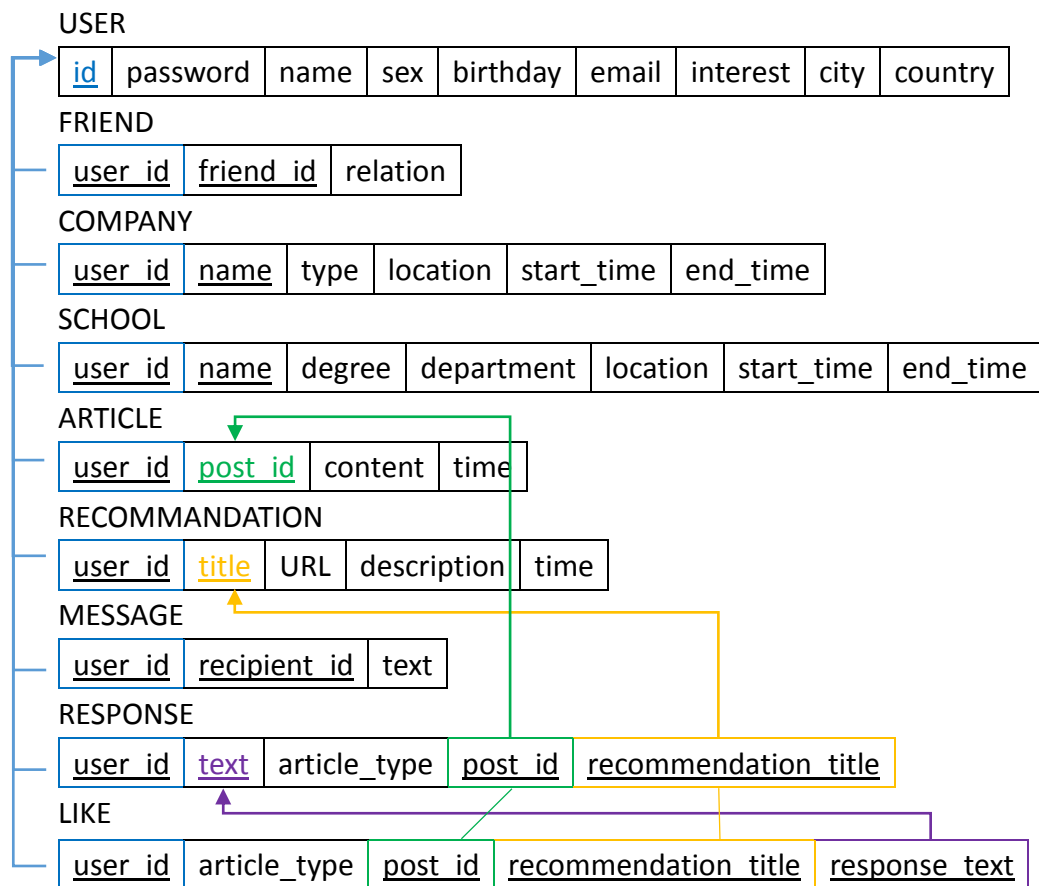 USER
id password name sex birthday email interest city country
FRIEND
user_id friend_id relation
COMPANY
user_id name type location start_time end_time
SCHOOL
user_id name degree department location start_time end_time
ARTICLE
user_id post_id content time
RECOMMANDATION
user_id title URL description time
MESSAGE
user_id recipient_id text
RESPONSE
user_id text article_type post_id recommendation_title
LIKE
user_id article_type post_id recommendation_title response_text